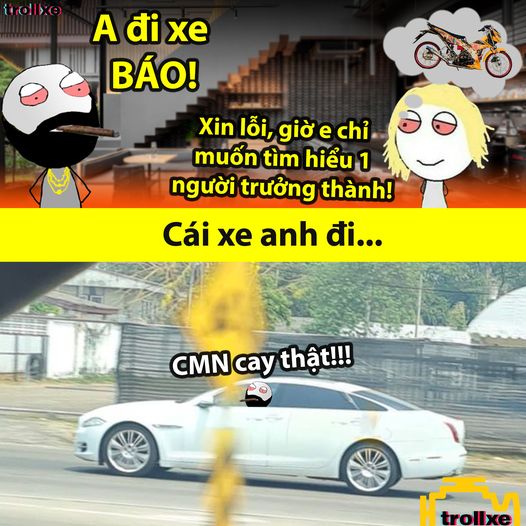 trollxe
A đi xe
BÁO!
Xin lỗi, giờ e chỉ
muốn tìm hiểu 1
người trưởng thành!
Cái xe anh đi...
CMN cay thật!!!
trollxe